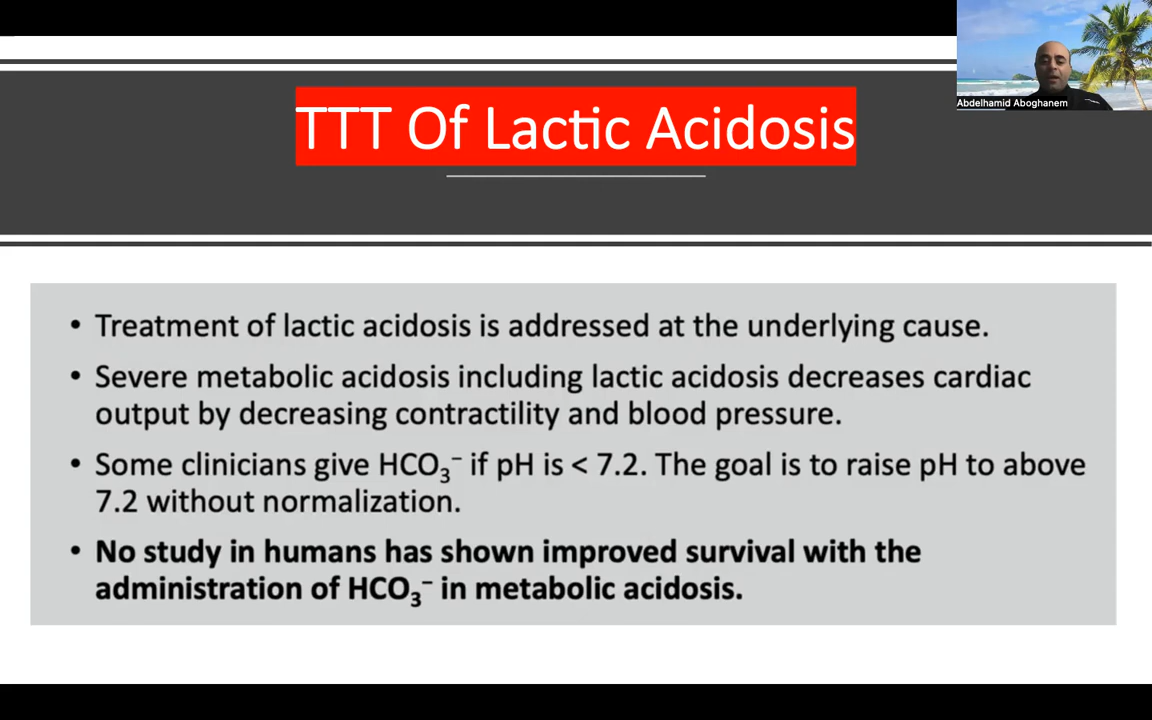 Abdelhamid Aboghanem
TTT Of Lactic Acidosis
• Treatment of lactic acidosis is addressed at the underlying cause.
• Severe metabolic acidosis including lactic acidosis decreases cardiac
output by decreasing contractility and blood pressure.
• Some clinicians give HCO₃⁻ if pH is < 7.2. The goal is to raise pH to above
7.2 without normalization.
• No study in humans has shown improved survival with the
administration of HCO₃⁻ in metabolic acidosis.